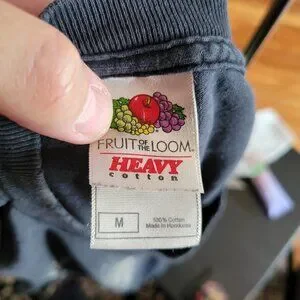 FRUIT OF THE LOOM
HEAVY
cotton
M
100% Cotton
Made in Honduras